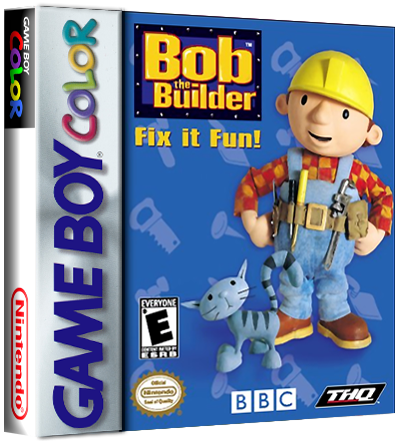 GAME BOY
COLOR
Nintendo
GAME BOY COLOR
Bob
the
Builder
Fix it Fun!
EVERYONE
E
CONTENT RATED BY
ESRB
Official
Nintendo
Seal of Quality
BBC
THQ